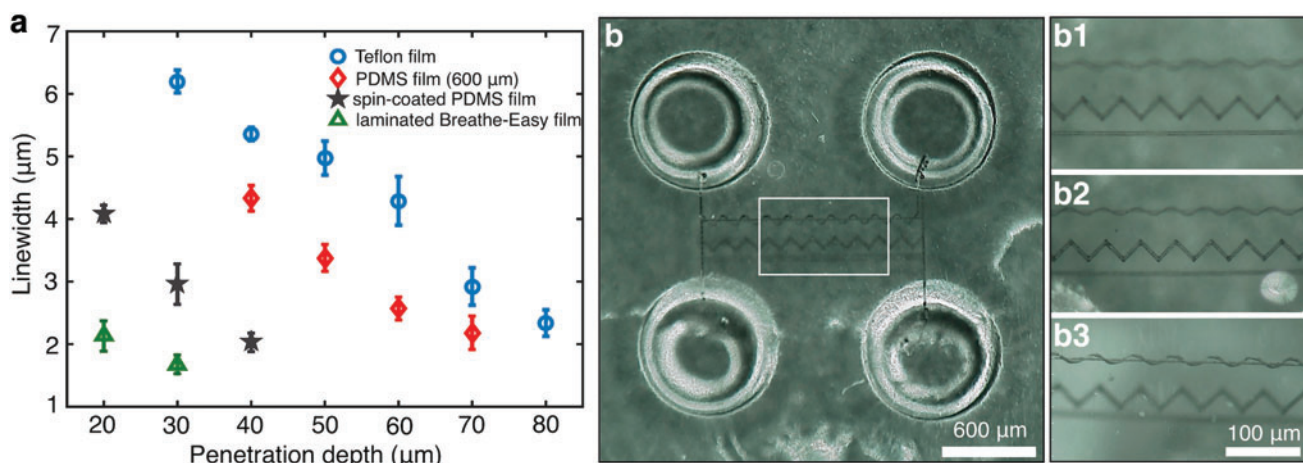 a
Linewidth (µm)
7
6
5
4
3
2
1
Teflon film
PDMS film (600 µm)
spin-coated PDMS film
laminated Breathe-Easy film
20 30 40 50 60 70 80
Penetration depth (µm)
b
600 µm
b1
b2
b3
100 µm